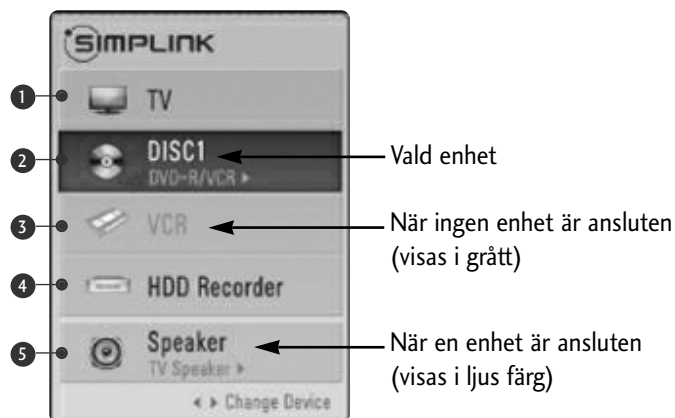 SIMPLINK
1 TV
2 DISC1
DVD-R/VCR ▸
Vald enhet
3 VCR
När ingen enhet är ansluten
(visas i grått)
4 HDD Recorder
5 Speaker
TV Speaker ▸
När en enhet är ansluten
(visas i ljus färg)
◂ ▸ Change Device